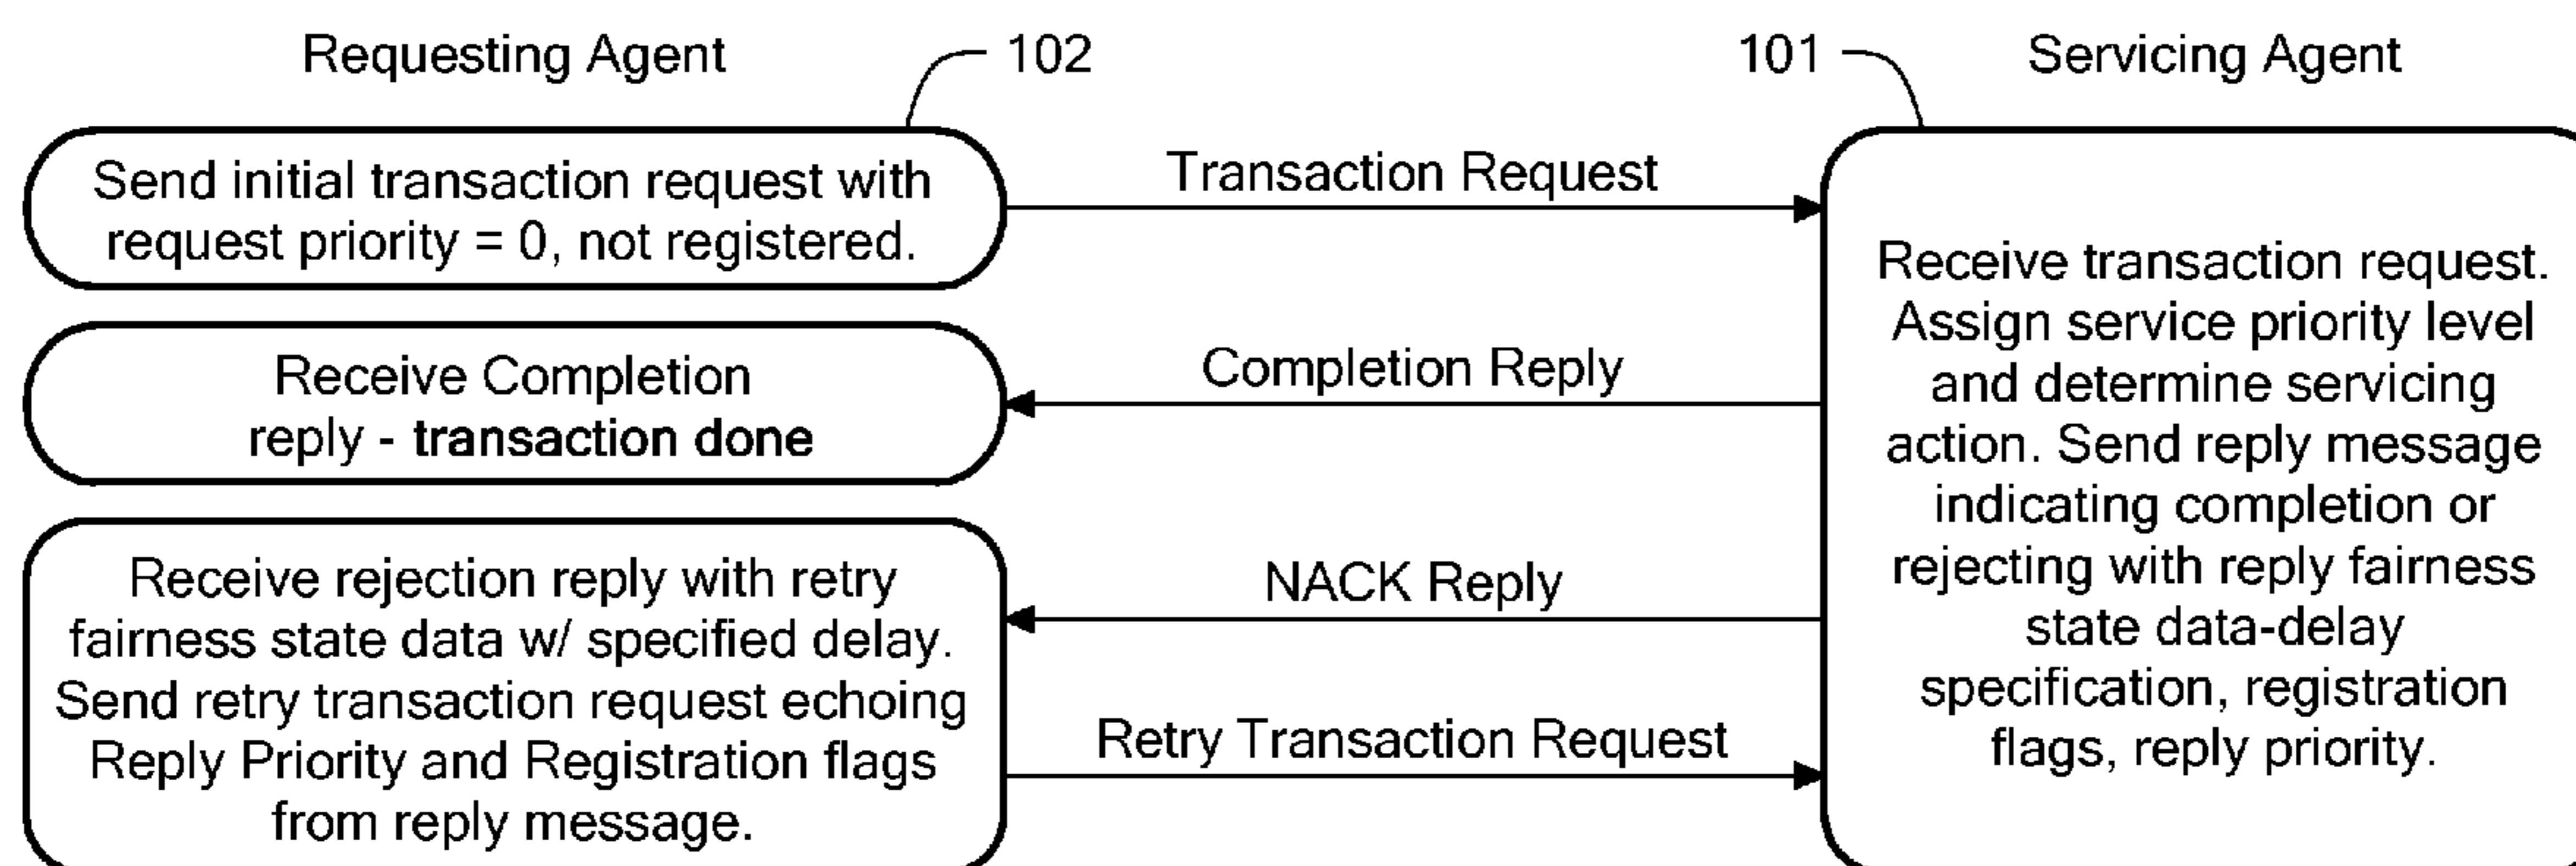 Requesting Agent
102
101
Servicing Agent
Send initial transaction request with
request priority = 0, not registered.
Transaction Request
Receive Completion
reply - transaction done
Completion Reply
Receive rejection reply with retry
fairness state data w/ specified delay.
Send retry transaction request echoing
Reply Priority and Registration flags
from reply message.
NACK Reply
Retry Transaction Request
Receive transaction request.
Assign service priority level
and determine servicing
action. Send reply message
indicating completion or
rejecting with reply fairness
state data-delay
specification, registration
flags, reply priority.